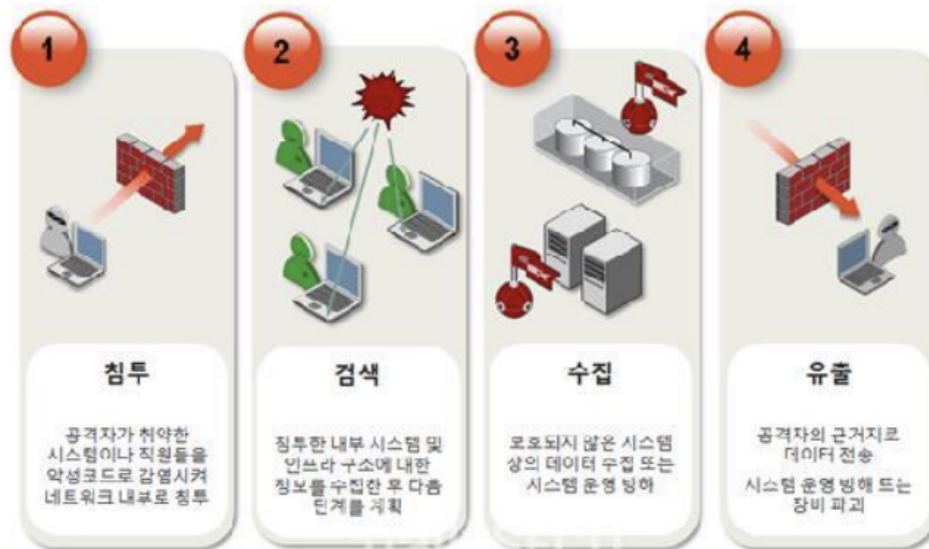 1
침투
공격자가 취약한
시스템이나 직원들을
악성코드로 감염시켜
네트워크 내부로 침투
2
검색
침투한 내부 시스템 및
인프라 구조에 대한
정보를 수집한 후 다음
단계를 계획
3
수집
보호되지 않은 시스템
상의 데이터 수집 또는
시스템 운영 방해
4
유출
공격자의 근거지로
데이터 전송
시스템 운영 방해 또는
장비 파괴